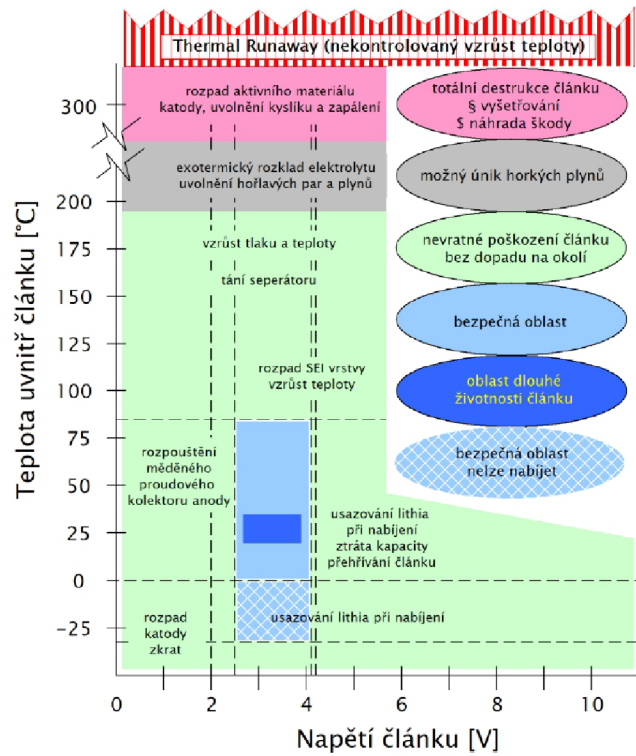 Thermal Runaway (nekontrolovaný vzrůst teploty)
rozpad aktivního materiálu
katody, uvolnění kyslíku a zapálení
exotermický rozklad elektrolytu
uvolnění hořlavých par a plynů
vzrůst tlaku a teploty
tání seperátoru
rozpad SEI vrstvy
vzrůst teploty
rozpouštění
měděného
proudového
kolektoru anody
usazování lithia
při nabíjení
ztráta kapacity
přehřívání článku
rozpad
katody
zkrat
usazování lithia při nabíjení
totální destrukce článku
§ vyšetřování
$ náhrada škody
možný únik horkých plynů
nevratné poškození článku
bez dopadu na okolí
bezpečná oblast
oblast dlouhé
životnosti článku
bezpečná oblast
nelze nabíjet
Teplota uvnitř článku [°C]
300
200
175
150
125
100
75
50
25
0
-25
0 2 4 6 8 10
Napětí článku [V]